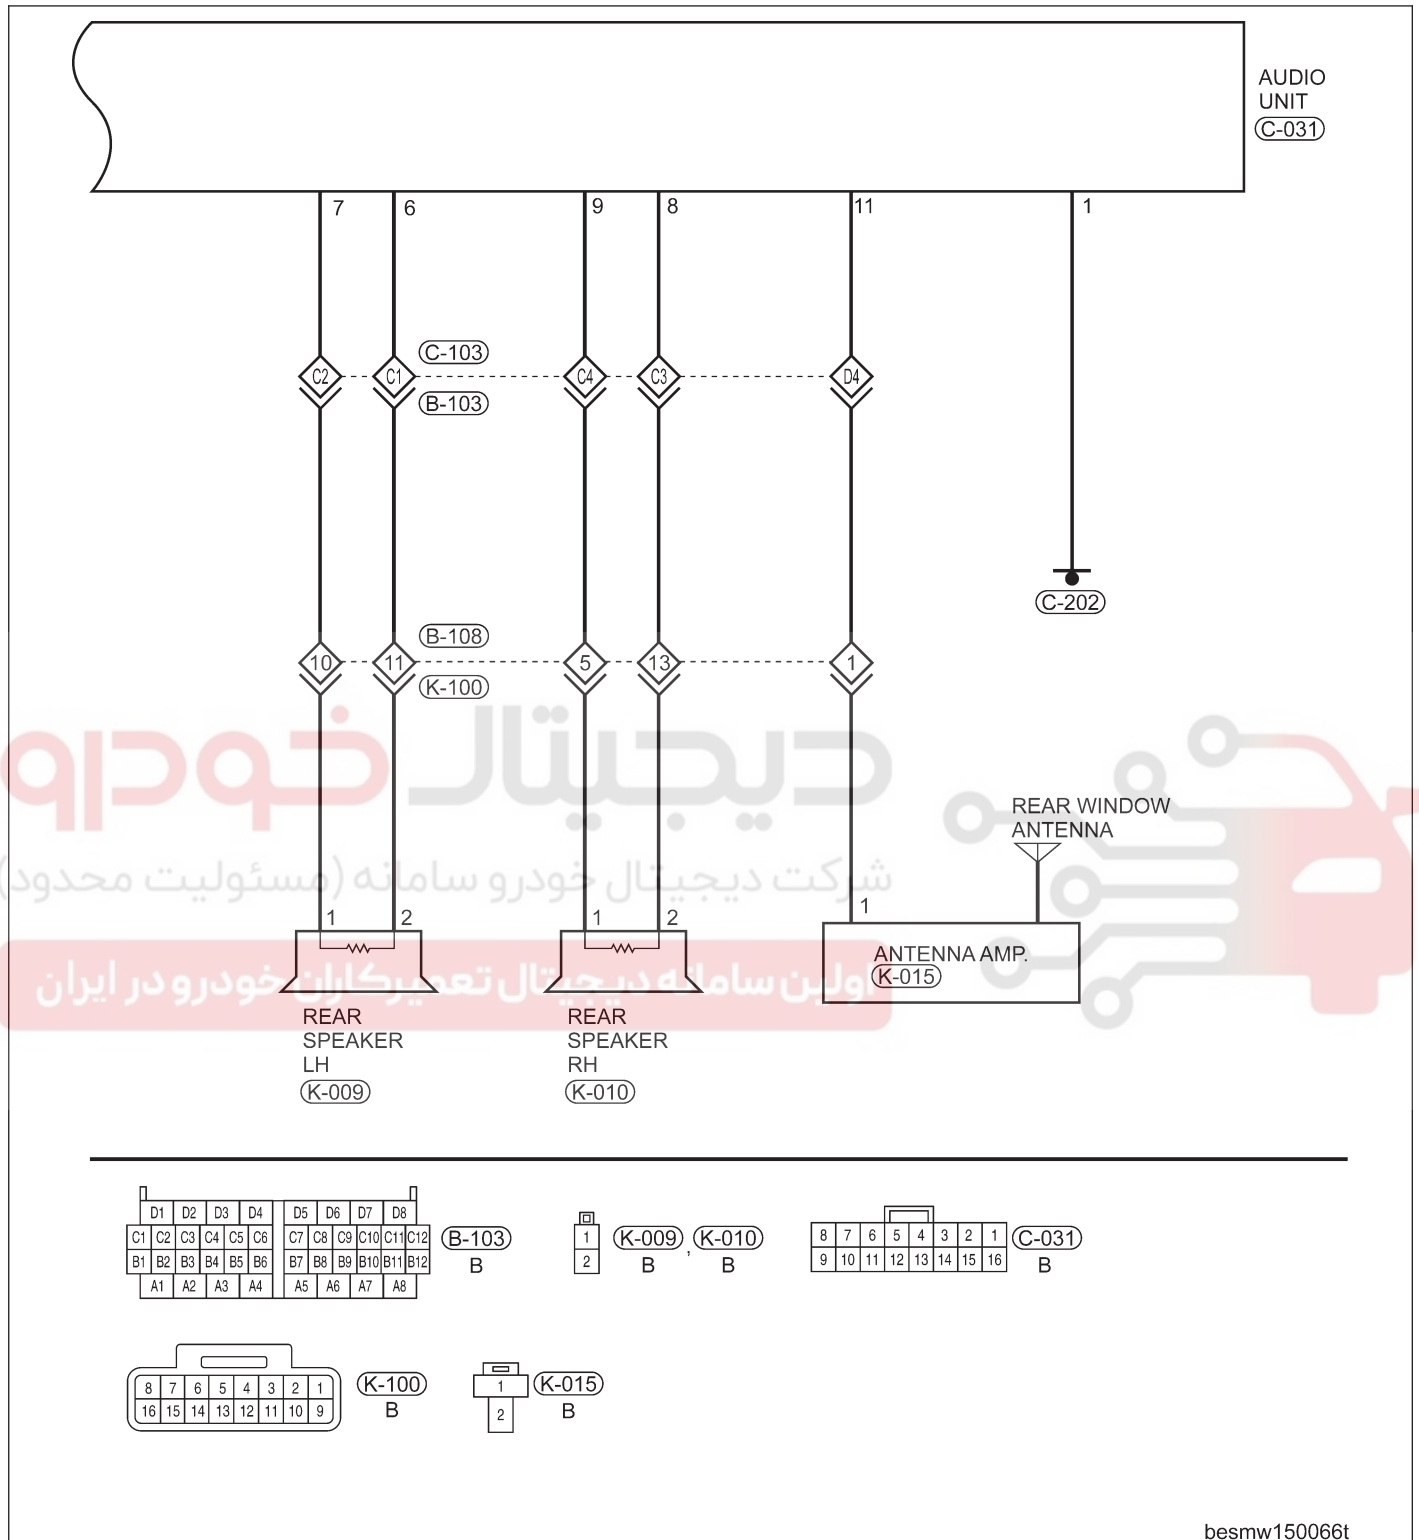 AUDIO
UNIT
C-031
7 6 9 8 11 1
C-103
C2 C1 C4 C3 D4
B-103
C-202
B-108
10 11 5 13 1
K-100
دیجیتال خودرو
شرکت دیجیتال خودرو سامانه (مسئولیت محدود)
اولین سامانه دیجیتال تعمیرکاران خودرو در ایران
REAR WINDOW
ANTENNA
1 2 1 2 1
ANTENNA AMP.
K-015
REAR
SPEAKER
LH
K-009
REAR
SPEAKER
RH
K-010
D1 D2 D3 D4 D5 D6 D7 D8
C1 C2 C3 C4 C5 C6 C7 C8 C9 C10 C11 C12
B1 B2 B3 B4 B5 B6 B7 B8 B9 B10 B11 B12
A1 A2 A3 A4 A5 A6 A7 A8
B-103
B
1
2
K-009 , K-010
B B
8 7 6 5 4 3 2 1
9 10 11 12 13 14 15 16
C-031
B
8 7 6 5 4 3 2 1
16 15 14 13 12 11 10 9
K-100
B
1
2
K-015
B
besmw150066t